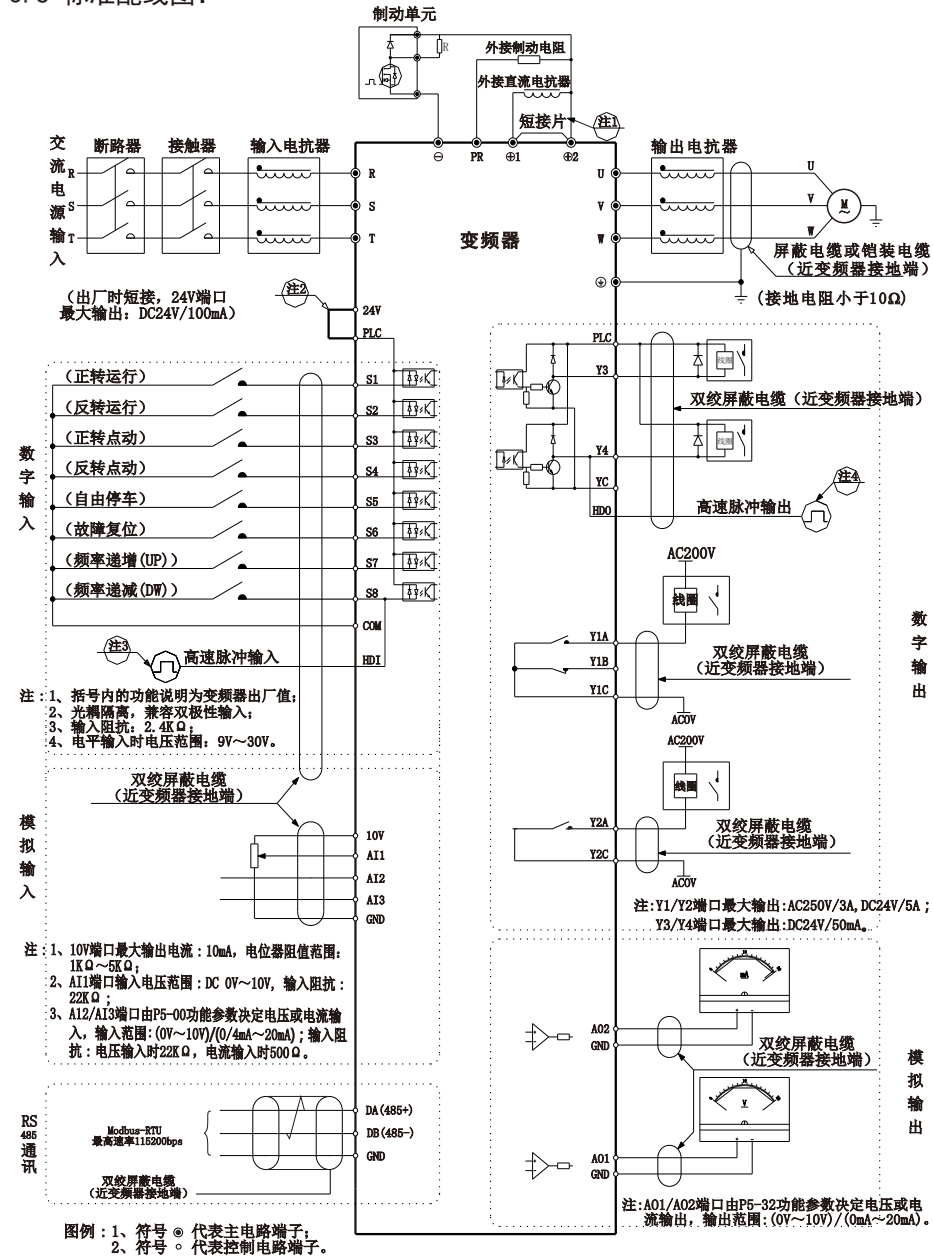 标准配线图：
制动单元
R
外接制动电阻
外接直流电抗器
短接片
注1
⊖
PR
⊕1
⊕2
交流电源输入
断路器
接触器
输入电抗器
R
S
T
R
S
T
变频器
输出电抗器
U
V
W
U
V
W
M
~
屏蔽电缆或铠装电缆
（近变频器接地端）
(接地电阻小于10Ω)
（出厂时短接，24V端口
最大输出：DC24V/100mA）
注2
24V
PLC
数字输入
（正转运行）
S1
（反转运行）
S2
（正转点动）
S3
（反转点动）
S4
（自由停车）
S5
（故障复位）
S6
（频率递增(UP)）
S7
（频率递减(DW)）
S8
COM
注3
高速脉冲输入
HDI
注：1、括号内的功能说明为变频器出厂值；
2、光耦隔离，兼容双极性输入；
3、输入阻抗：2.4KΩ；
4、电平输入时电压范围：9V～30V。
双绞屏蔽电缆
（近变频器接地端）
模拟输入
10V
AI1
AI2
AI3
GND
注：1、10V端口最大输出电流：10mA，电位器阻值范围：
1KΩ～5KΩ；
2、AI1端口输入电压范围：DC 0V～10V，输入阻抗：
22KΩ；
3、AI2/AI3端口由P5-00功能参数决定电压或电流输
入，输入范围：(0V～10V)/(0/4mA～20mA)；输入阻
抗：电压输入时22KΩ，电流输入时500Ω。
RS
485
通讯
Modbus-RTU
最高速率115200bps
双绞屏蔽电缆
（近变频器接地端）
DA(485+)
DB(485-)
GND
图例：1、符号 ◉ 代表主电路端子；
2、符号 ○ 代表控制电路端子。
PLC
Y3
线圈
双绞屏蔽电缆（近变频器接地端）
Y4
线圈
YC
HDO
高速脉冲输出
注4
数字输出
AC200V
线圈
Y1A
Y1B
Y1C
双绞屏蔽电缆
（近变频器接地端）
AC0V
AC200V
线圈
Y2A
Y2C
双绞屏蔽电缆
（近变频器接地端）
AC0V
注:Y1/Y2端口最大输出:AC250V/3A,DC24V/5A；
Y3/Y4端口最大输出:DC24V/50mA。
模拟输出
mA
AO2
GND
双绞屏蔽电缆
（近变频器接地端）
V
AO1
GND
注:AO1/AO2端口由P5-32功能参数决定电压或电
流输出，输出范围:(0V～10V)/(0mA～20mA)。